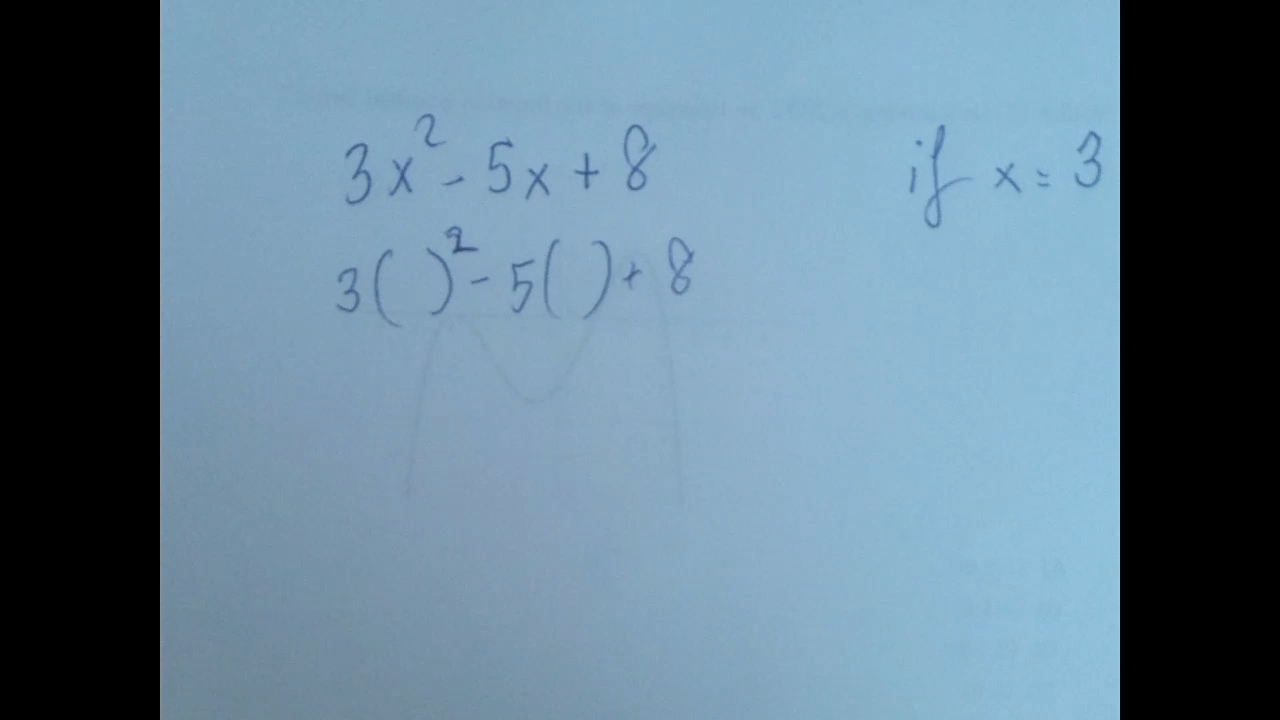 3x² - 5x + 8 if x = 3
3( )² - 5( ) + 8